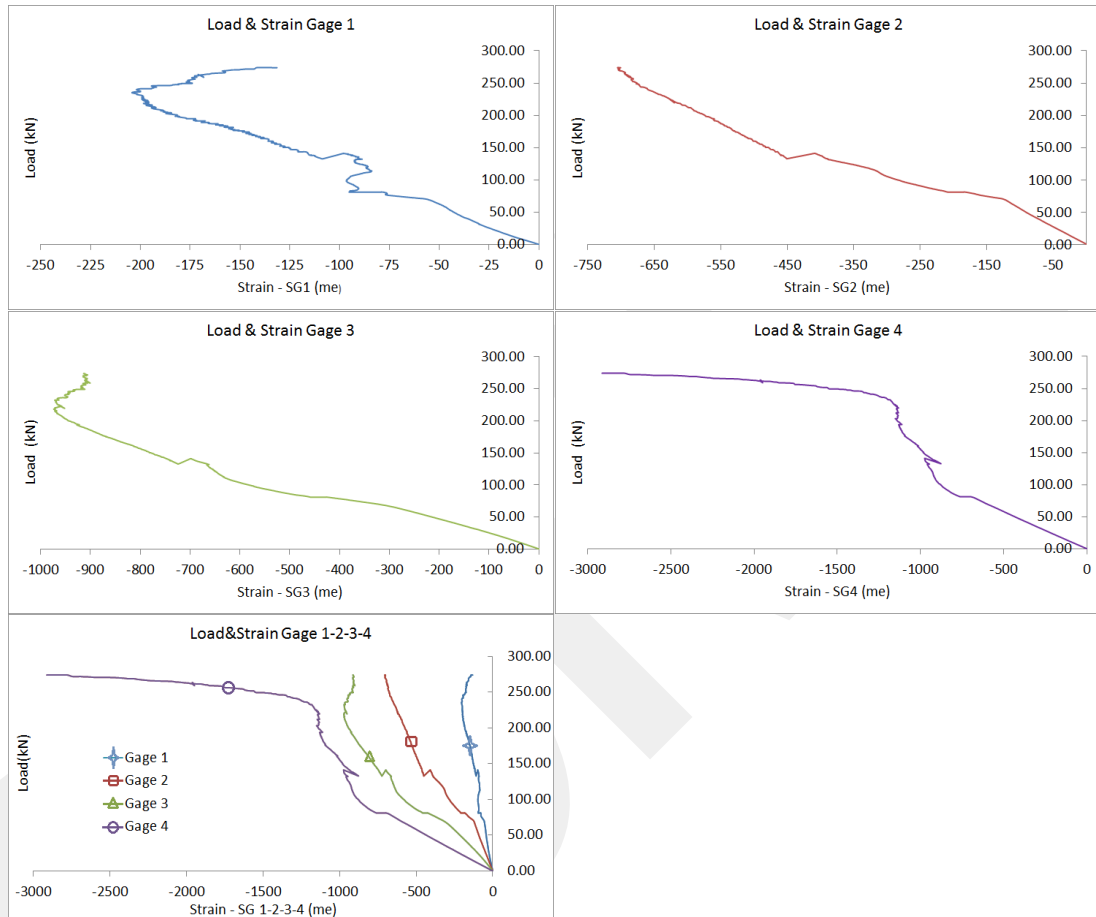 Load & Strain Gage 1
300.00
250.00
200.00
150.00
100.00
50.00
0.00
Load (kN)
-250 -225 -200 -175 -150 -125 -100 -75 -50 -25 0
Strain - SG1 (me)
Load & Strain Gage 2
300.00
250.00
200.00
150.00
100.00
50.00
0.00
Load (kN)
-750 -650 -550 -450 -350 -250 -150 -50
Strain - SG2 (me)
Load & Strain Gage 3
300.00
250.00
200.00
150.00
100.00
50.00
0.00
Load (kN)
-1000 -900 -800 -700 -600 -500 -400 -300 -200 -100 0
Strain - SG3 (me)
Load & Strain Gage 4
300.00
250.00
200.00
150.00
100.00
50.00
0.00
Load (kN)
-3000 -2500 -2000 -1500 -1000 -500 0
Strain - SG4 (me)
Load&Strain Gage 1-2-3-4
300.00
250.00
200.00
150.00
100.00
50.00
0.00
Load(kN)
Gage 1
Gage 2
Gage 3
Gage 4
-3000 -2500 -2000 -1500 -1000 -500 0
Strain - SG 1-2-3-4 (me)